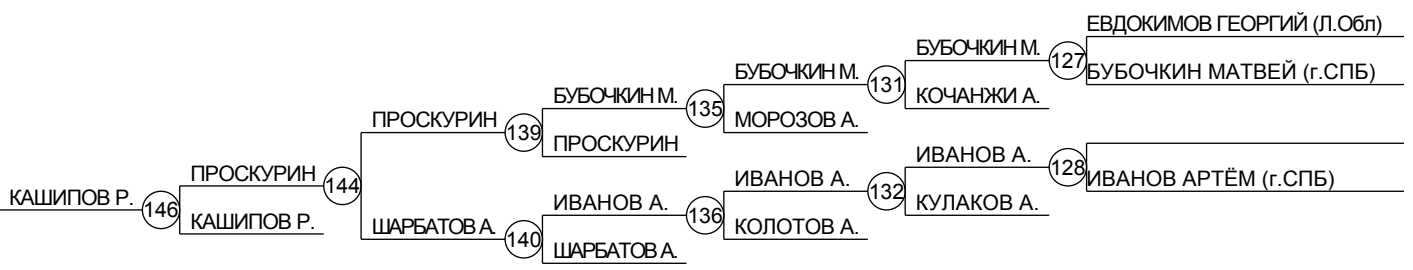 ЕВДОКИМОВ ГЕОРГИЙ (Л.Обл)
БУБОЧКИН М.
127
БУБОЧКИН М.
131
БУБОЧКИН МАТВЕЙ (г.СПБ)
БУБОЧКИН М.
135
КОЧАНЖИ А.
ПРОСКУРИН
139
МОРОЗОВ А.
ПРОСКУРИН
ИВАНОВ А.
128
ПРОСКУРИН
144
ИВАНОВ А.
132
ИВАНОВ АРТЁМ (г.СПБ)
КАШИПОВ Р.
146
ИВАНОВ А.
136
КУЛАКОВ А.
КАШИПОВ Р.
ШАРБАТОВ А.
140
КОЛОТОВ А.
ШАРБАТОВ А.